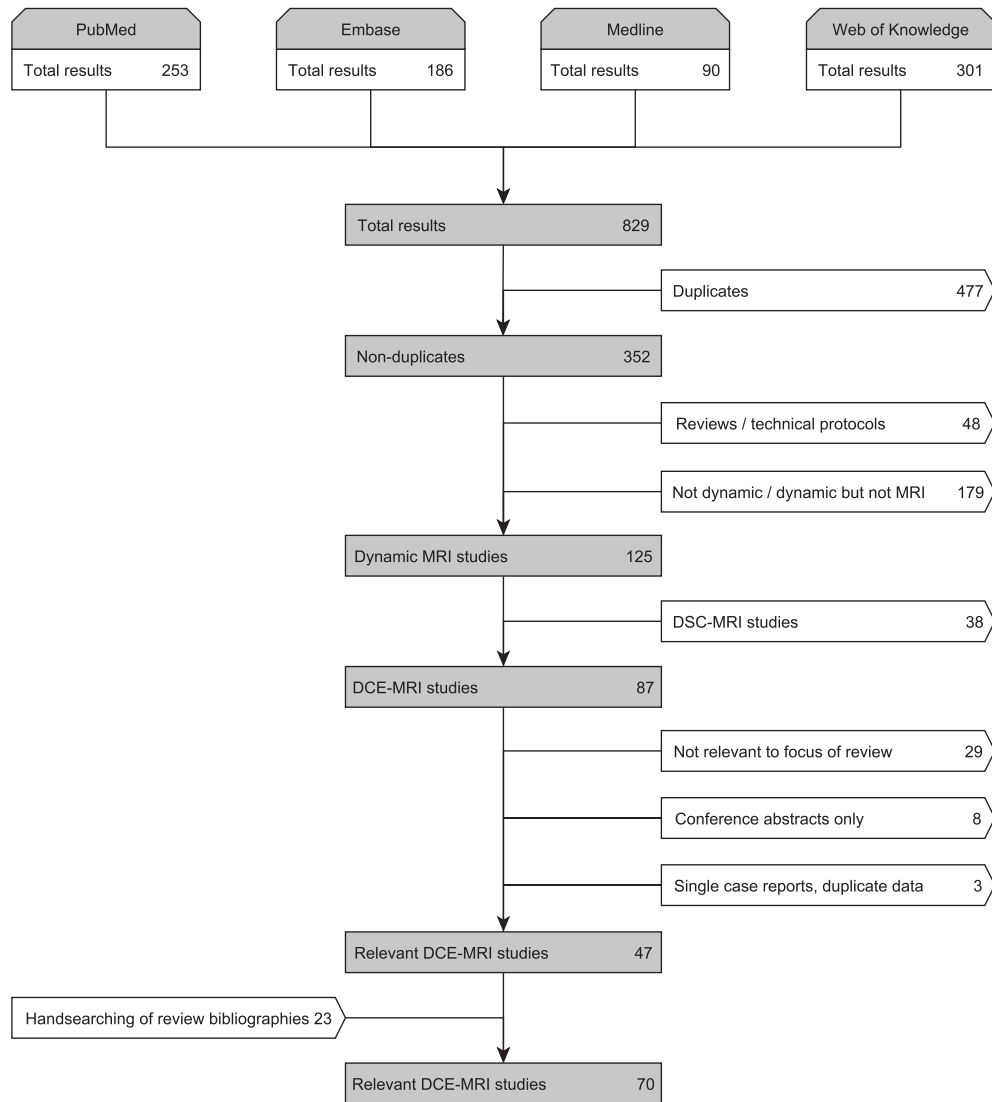 PubMed
Total results 253
Embase
Total results 186
Medline
Total results 90
Web of Knowledge
Total results 301
Total results 829
Duplicates 477
Non-duplicates 352
Reviews / technical protocols 48
Not dynamic / dynamic but not MRI 179
Dynamic MRI studies 125
DSC-MRI studies 38
DCE-MRI studies 87
Not relevant to focus of review 29
Conference abstracts only 8
Single case reports, duplicate data 3
Relevant DCE-MRI studies 47
Handsearching of review bibliographies 23
Relevant DCE-MRI studies 70